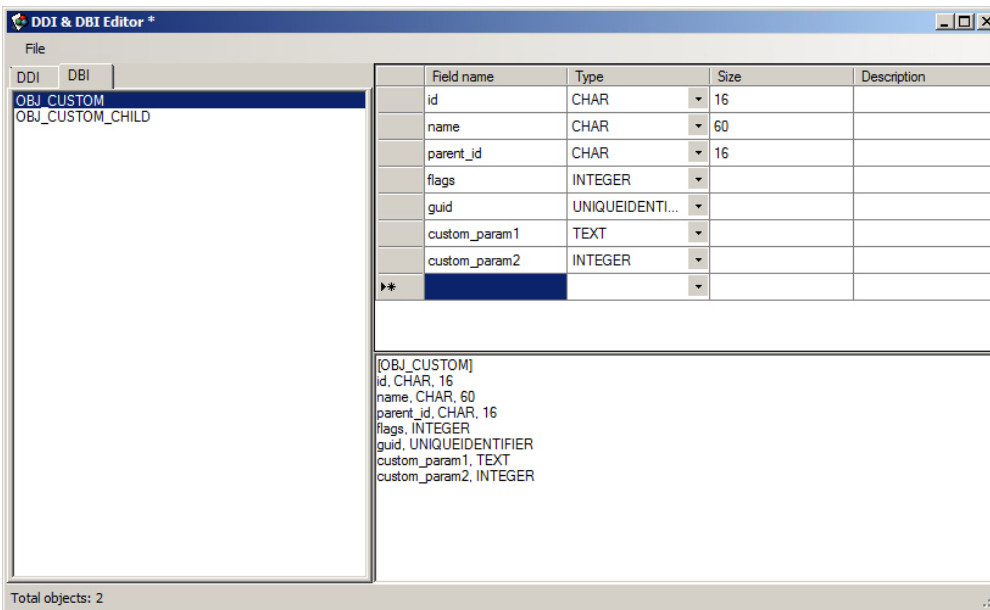 DDI & DBI Editor *
File
DDI DBI
OBJ_CUSTOM
OBJ_CUSTOM_CHILD
Field name Type Size Description
id CHAR 16
name CHAR 60
parent_id CHAR 16
flags INTEGER
guid UNIQUEIDENTI...
custom_param1 TEXT
custom_param2 INTEGER
[OBJ_CUSTOM]
id, CHAR, 16
name, CHAR, 60
parent_id, CHAR, 16
flags, INTEGER
guid, UNIQUEIDENTIFIER
custom_param1, TEXT
custom_param2, INTEGER
Total objects: 2